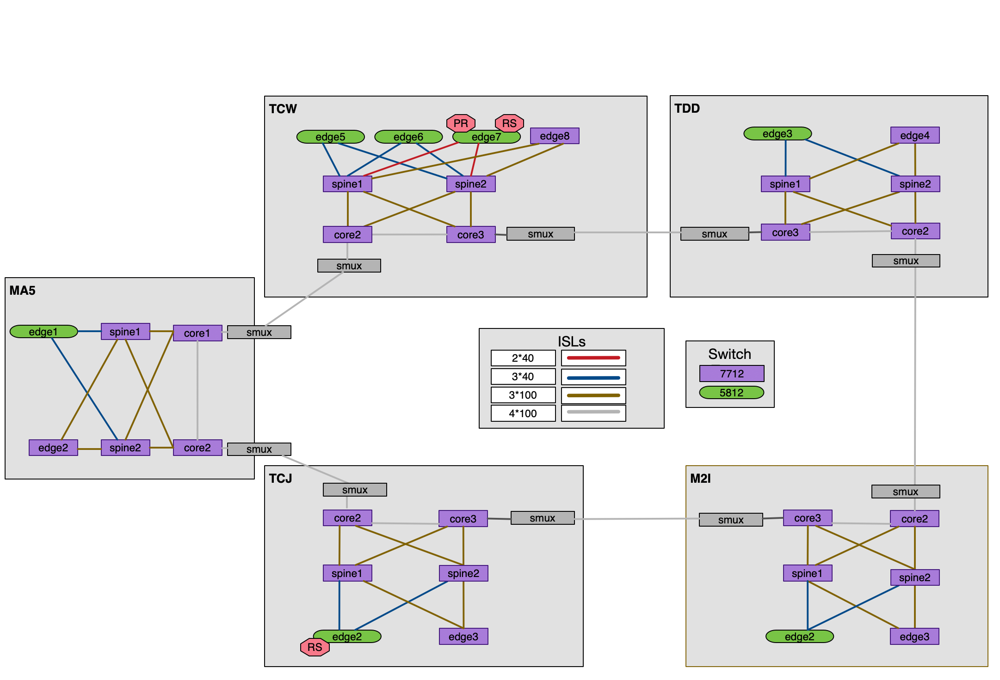 TCW
PR
RS
edge5
edge6
edge7
edge8
spine1
spine2
core2
core3
smux
smux
TDD
edge3
edge4
spine1
spine2
smux
core3
core2
smux
MA5
edge1
spine1
core1
smux
edge2
spine2
core2
smux
ISLs
2*40
3*40
3*100
4*100
Switch
7712
5812
TCJ
smux
core2
core3
smux
spine1
spine2
edge2
edge3
RS
M2I
smux
smux
core3
core2
spine1
spine2
edge2
edge3